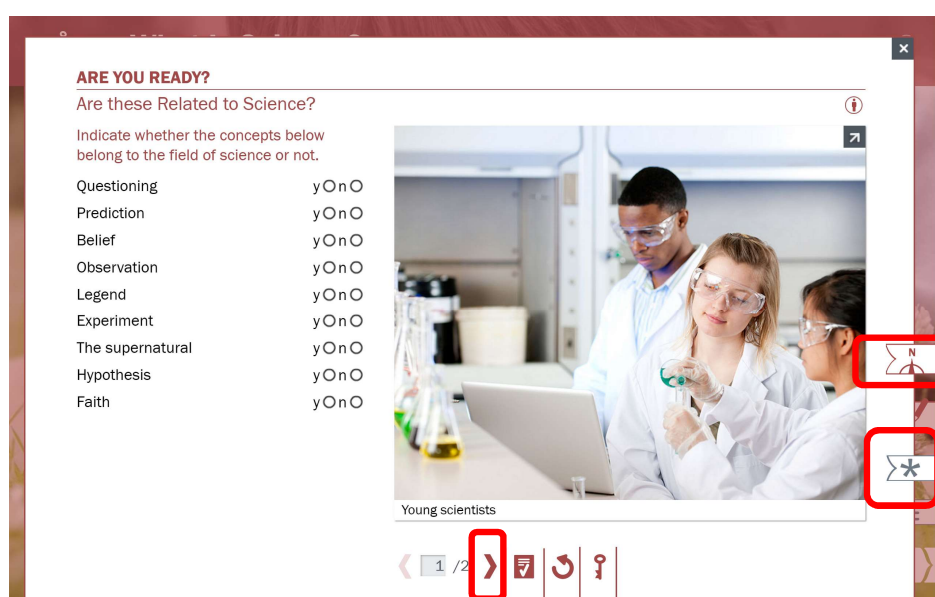 ARE YOU READY?
Are these Related to Science?
Indicate whether the concepts below
belong to the field of science or not.
Questioning y O n O
Prediction y O n O
Belief y O n O
Observation y O n O
Legend y O n O
Experiment y O n O
The supernatural y O n O
Hypothesis y O n O
Faith y O n O
N
Young scientists
1 /2